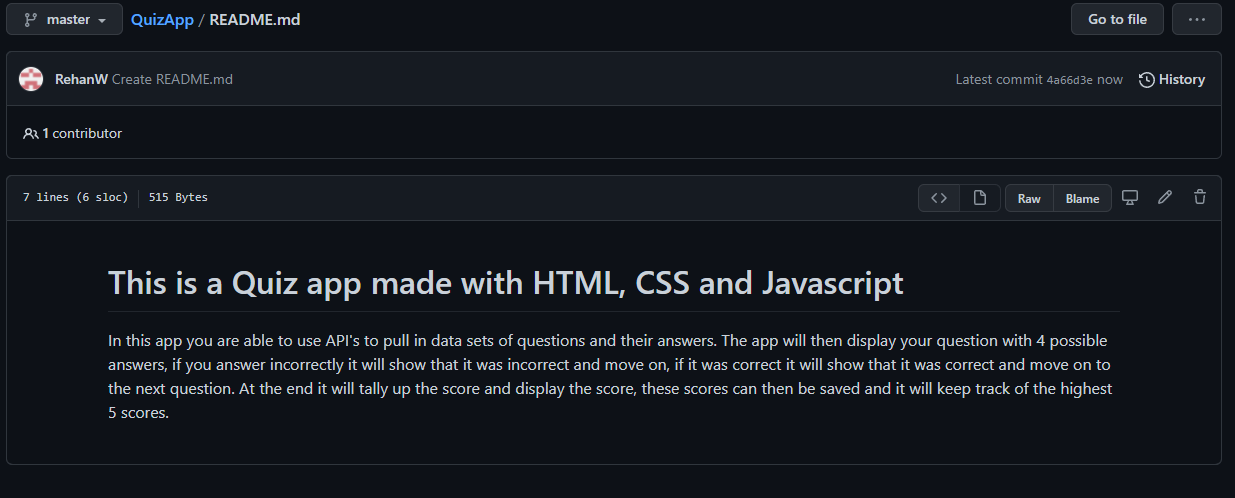 master QuizApp / README.md Go to file ...
RehanW Create README.md Latest commit 4a66d3e now History
1 contributor
7 lines (6 sloc) 515 Bytes <> Raw Blame
This is a Quiz app made with HTML, CSS and Javascript
In this app you are able to use API's to pull in data sets of questions and their answers. The app will then display your question with 4 possible
answers, if you answer incorrectly it will show that it was incorrect and move on, if it was correct it will show that it was correct and move on to
the next question. At the end it will tally up the score and display the score, these scores can then be saved and it will keep track of the highest
5 scores.